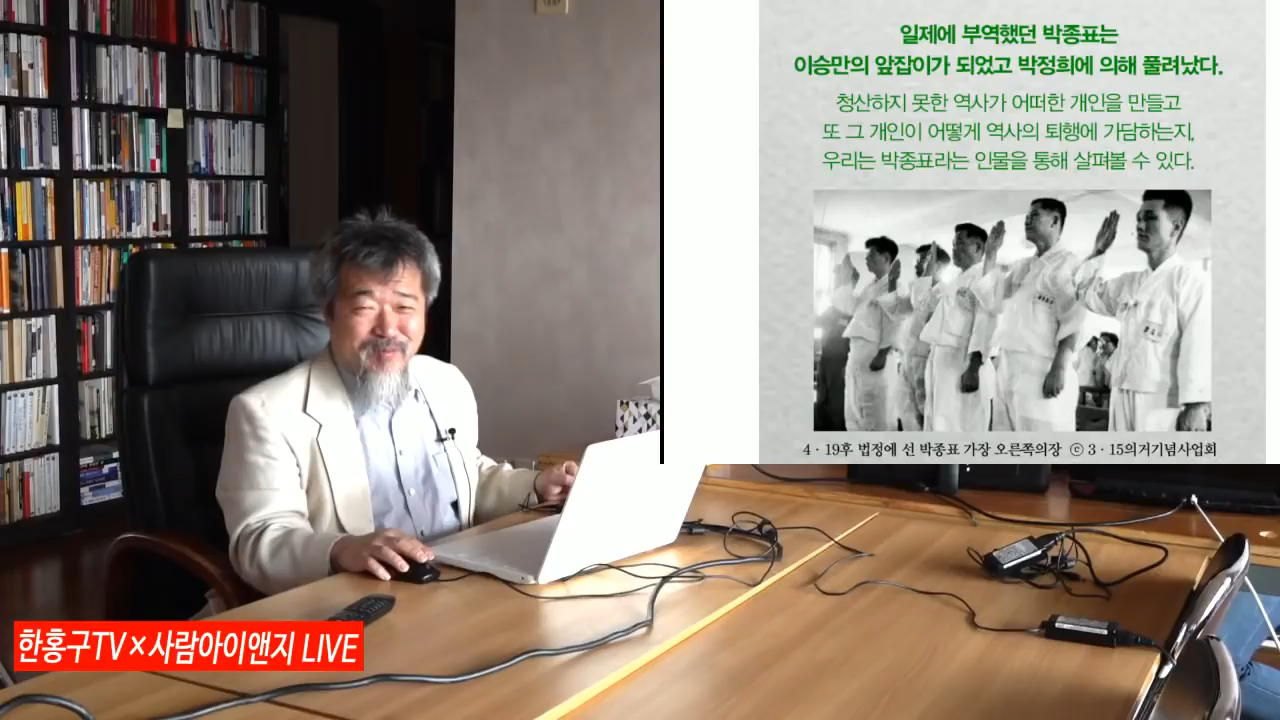 일제에 부역했던 박종표는
이승만의 앞잡이가 되었고 박정희에 의해 풀려났다.
청산하지 못한 역사가 어떠한 개인을 만들고
또 그 개인이 어떻게 역사의 퇴행에 가담하는지,
우리는 박종표라는 인물을 통해 살펴볼 수 있다.
4 · 19후 법정에 선 박종표 가장 오른쪽의장 ⓒ 3 · 15의거기념사업회
한홍구TV×사람아이앤지 LIVE